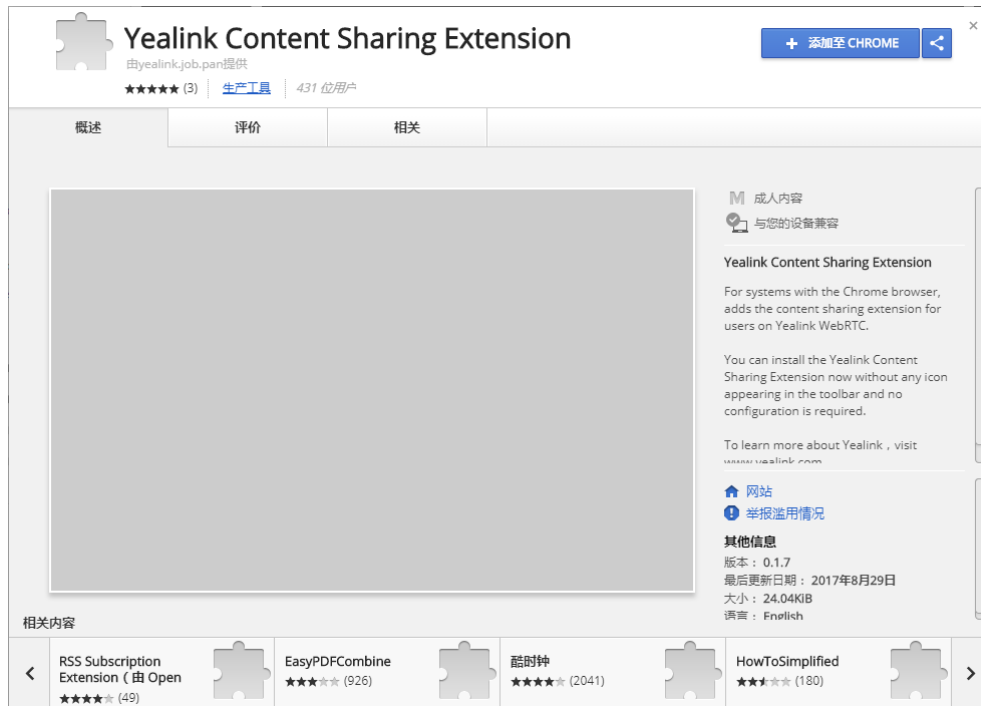 Yealink Content Sharing Extension
由yealink.job.pan提供
(3)
生产工具
431 位用户
添加至 CHROME
概述
评价
相关
成人内容
与您的设备兼容
Yealink Content Sharing Extension
For systems with the Chrome browser,
adds the content sharing extension for
users on Yealink WebRTC.
You can install the Yealink Content
Sharing Extension now without any icon
appearing in the toolbar and no
configuration is required.
To learn more about Yealink , visit
www.yealink.com
网站
举报滥用情况
其他信息
版本： 0.1.7
最后更新日期： 2017年8月29日
大小： 24.04KiB
语言： English
相关内容
RSS Subscription
Extension ( 由 Open
(49)
EasyPDFCombine
(926)
酷时钟
(2041)
HowToSimplified
(180)